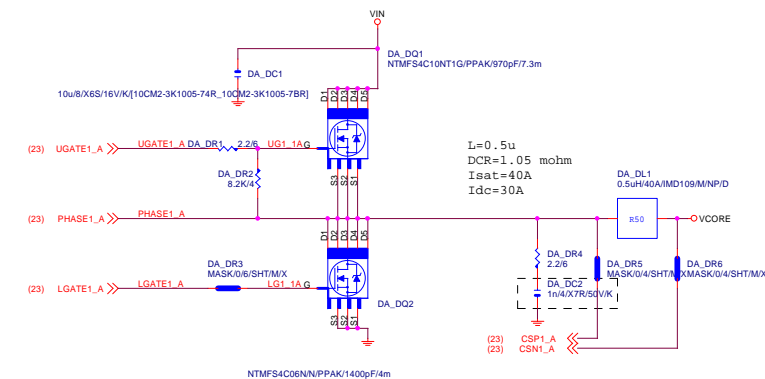 VIN
DA_DQ1
NTMFS4C10NT1G/PPAK/970pF/7.3m
DA_DC1
10u/8/X6S/16V/K/[10CM2-3K1005-74R_10CM2-3K1005-7BR]
D1
D2
D3
D4
D5
(23) UGATE1_A UGATE1_A DA_DR1 2.2/6 UG1_1A G
S3
S2
S1
DA_DR2
8.2K/4
L=0.5u
DCR=1.05 mohm
Isat=40A
Idc=30A
DA_DL1
0.5uH/40A/IMD109/M/NP/D
(23) PHASE1_A PHASE1_A
R50
VCORE
D1
D2
D3
D4
D5
DA_DR3
MASK/0/6/SHT/M/X
(23) LGATE1_A LGATE1_A LG1_1A G
S3
S2
S1
DA_DQ2
NTMFS4C06N/N/PPAK/1400pF/4m
DA_DR4
2.2/6
DA_DC2
1n/4/X7R/50V/K
DA_DR5
MASK/0/4/SHT/M/X
DA_DR6
MASK/0/4/SHT/M/X
(23) CSP1_A
(23) CSN1_A